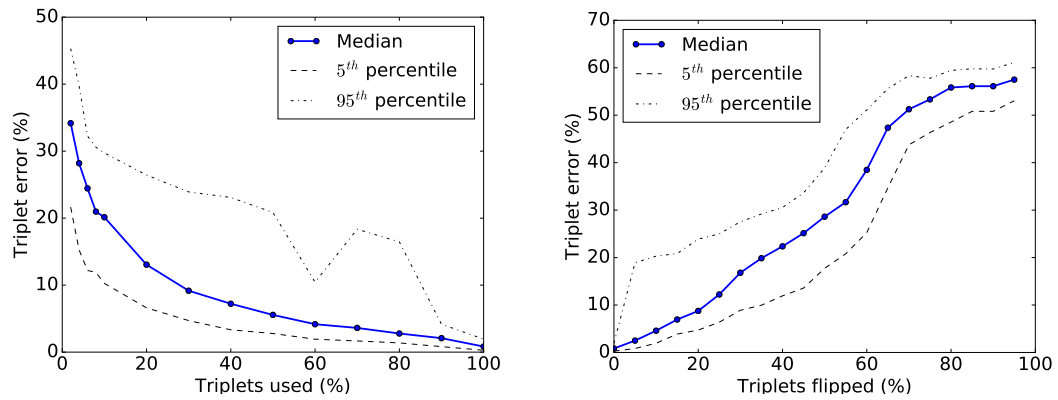 50
40
30
20
10
0
Triplet error (%)
Median
5th percentile
95th percentile
0 20 40 60 80 100
Triplets used (%)
70
60
50
40
30
20
10
0
Triplet error (%)
Median
5th percentile
95th percentile
0 20 40 60 80 100
Triplets flipped (%)